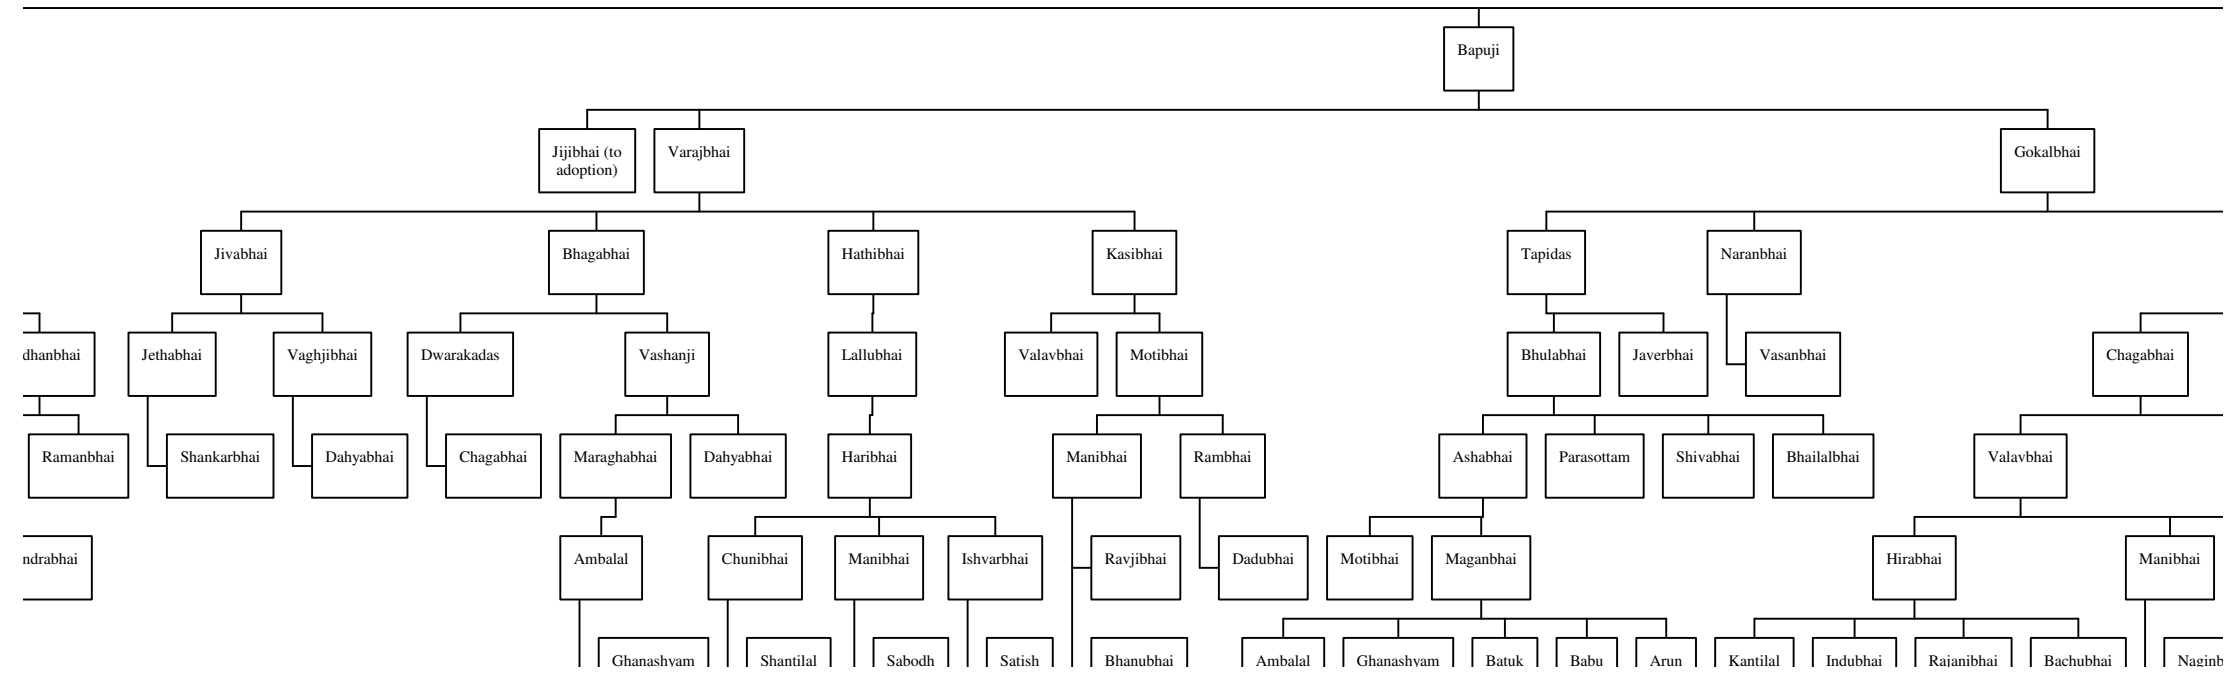 Bapuji
Jijibhai (to
adoption)
Varajbhai
Gokalbhai
Jivabhai
Bhagabhai
Hathibhai
Kasibhai
Tapidas
Naranbhai
dhanbhai
Jethabhai
Vaghjibhai
Dwarakadas
Vashanji
Lallubhai
Valavbhai
Motibhai
Bhulabhai
Javerbhai
Vasanbhai
Chagabhai
Ramanbhai
Shankarbhai
Dahyabhai
Chagabhai
Maraghabhai
Dahyabhai
Haribhai
Manibhai
Rambhai
Ashabhai
Parasottam
Shivabhai
Bhailalbhai
Valavbhai
ndrabhai
Ambalal
Chunibhai
Manibhai
Ishvarbhai
Ravjibhai
Dadubhai
Motibhai
Maganbhai
Hirabhai
Manibhai
Ghanashyam
Shantilal
Sabodh
Satish
Bhanubhai
Ambalal
Ghanashyam
Batuk
Babu
Arun
Kantilal
Indubhai
Rajanibhai
Bachubhai
Naginb